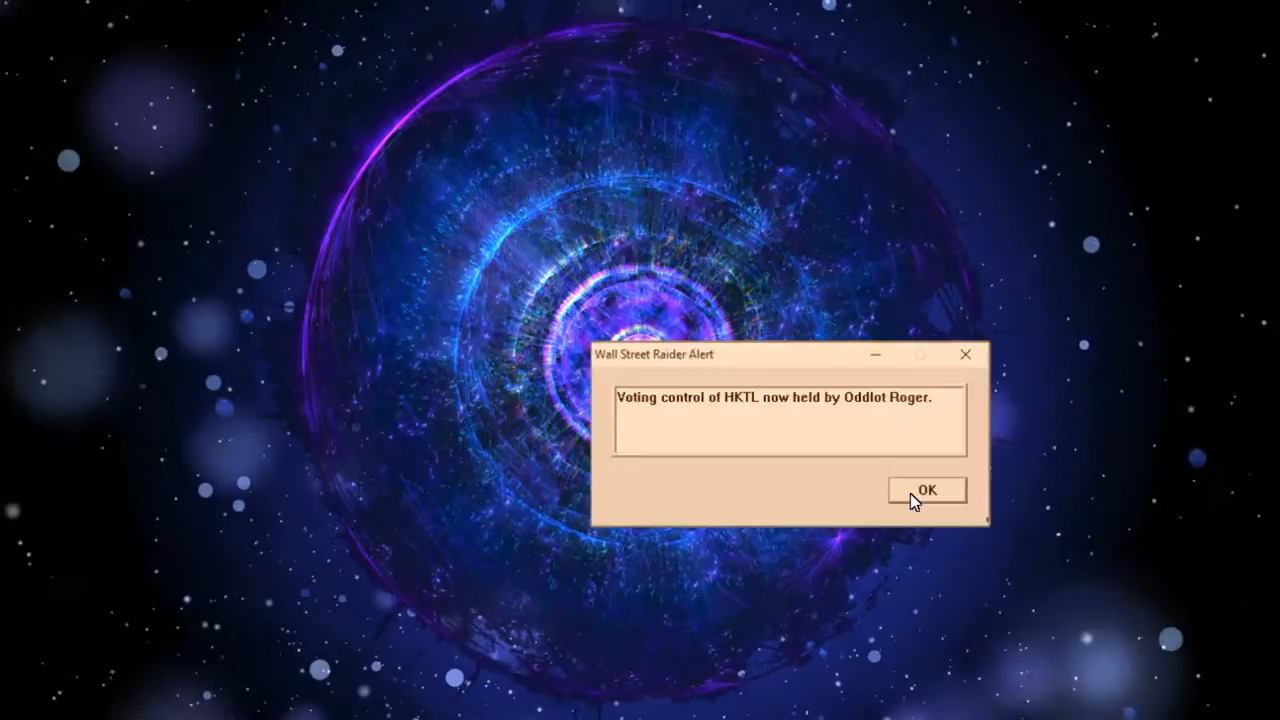 Wall Street Raider Alert
Voting control of HKTL now held by Oddlot Roger.
OK